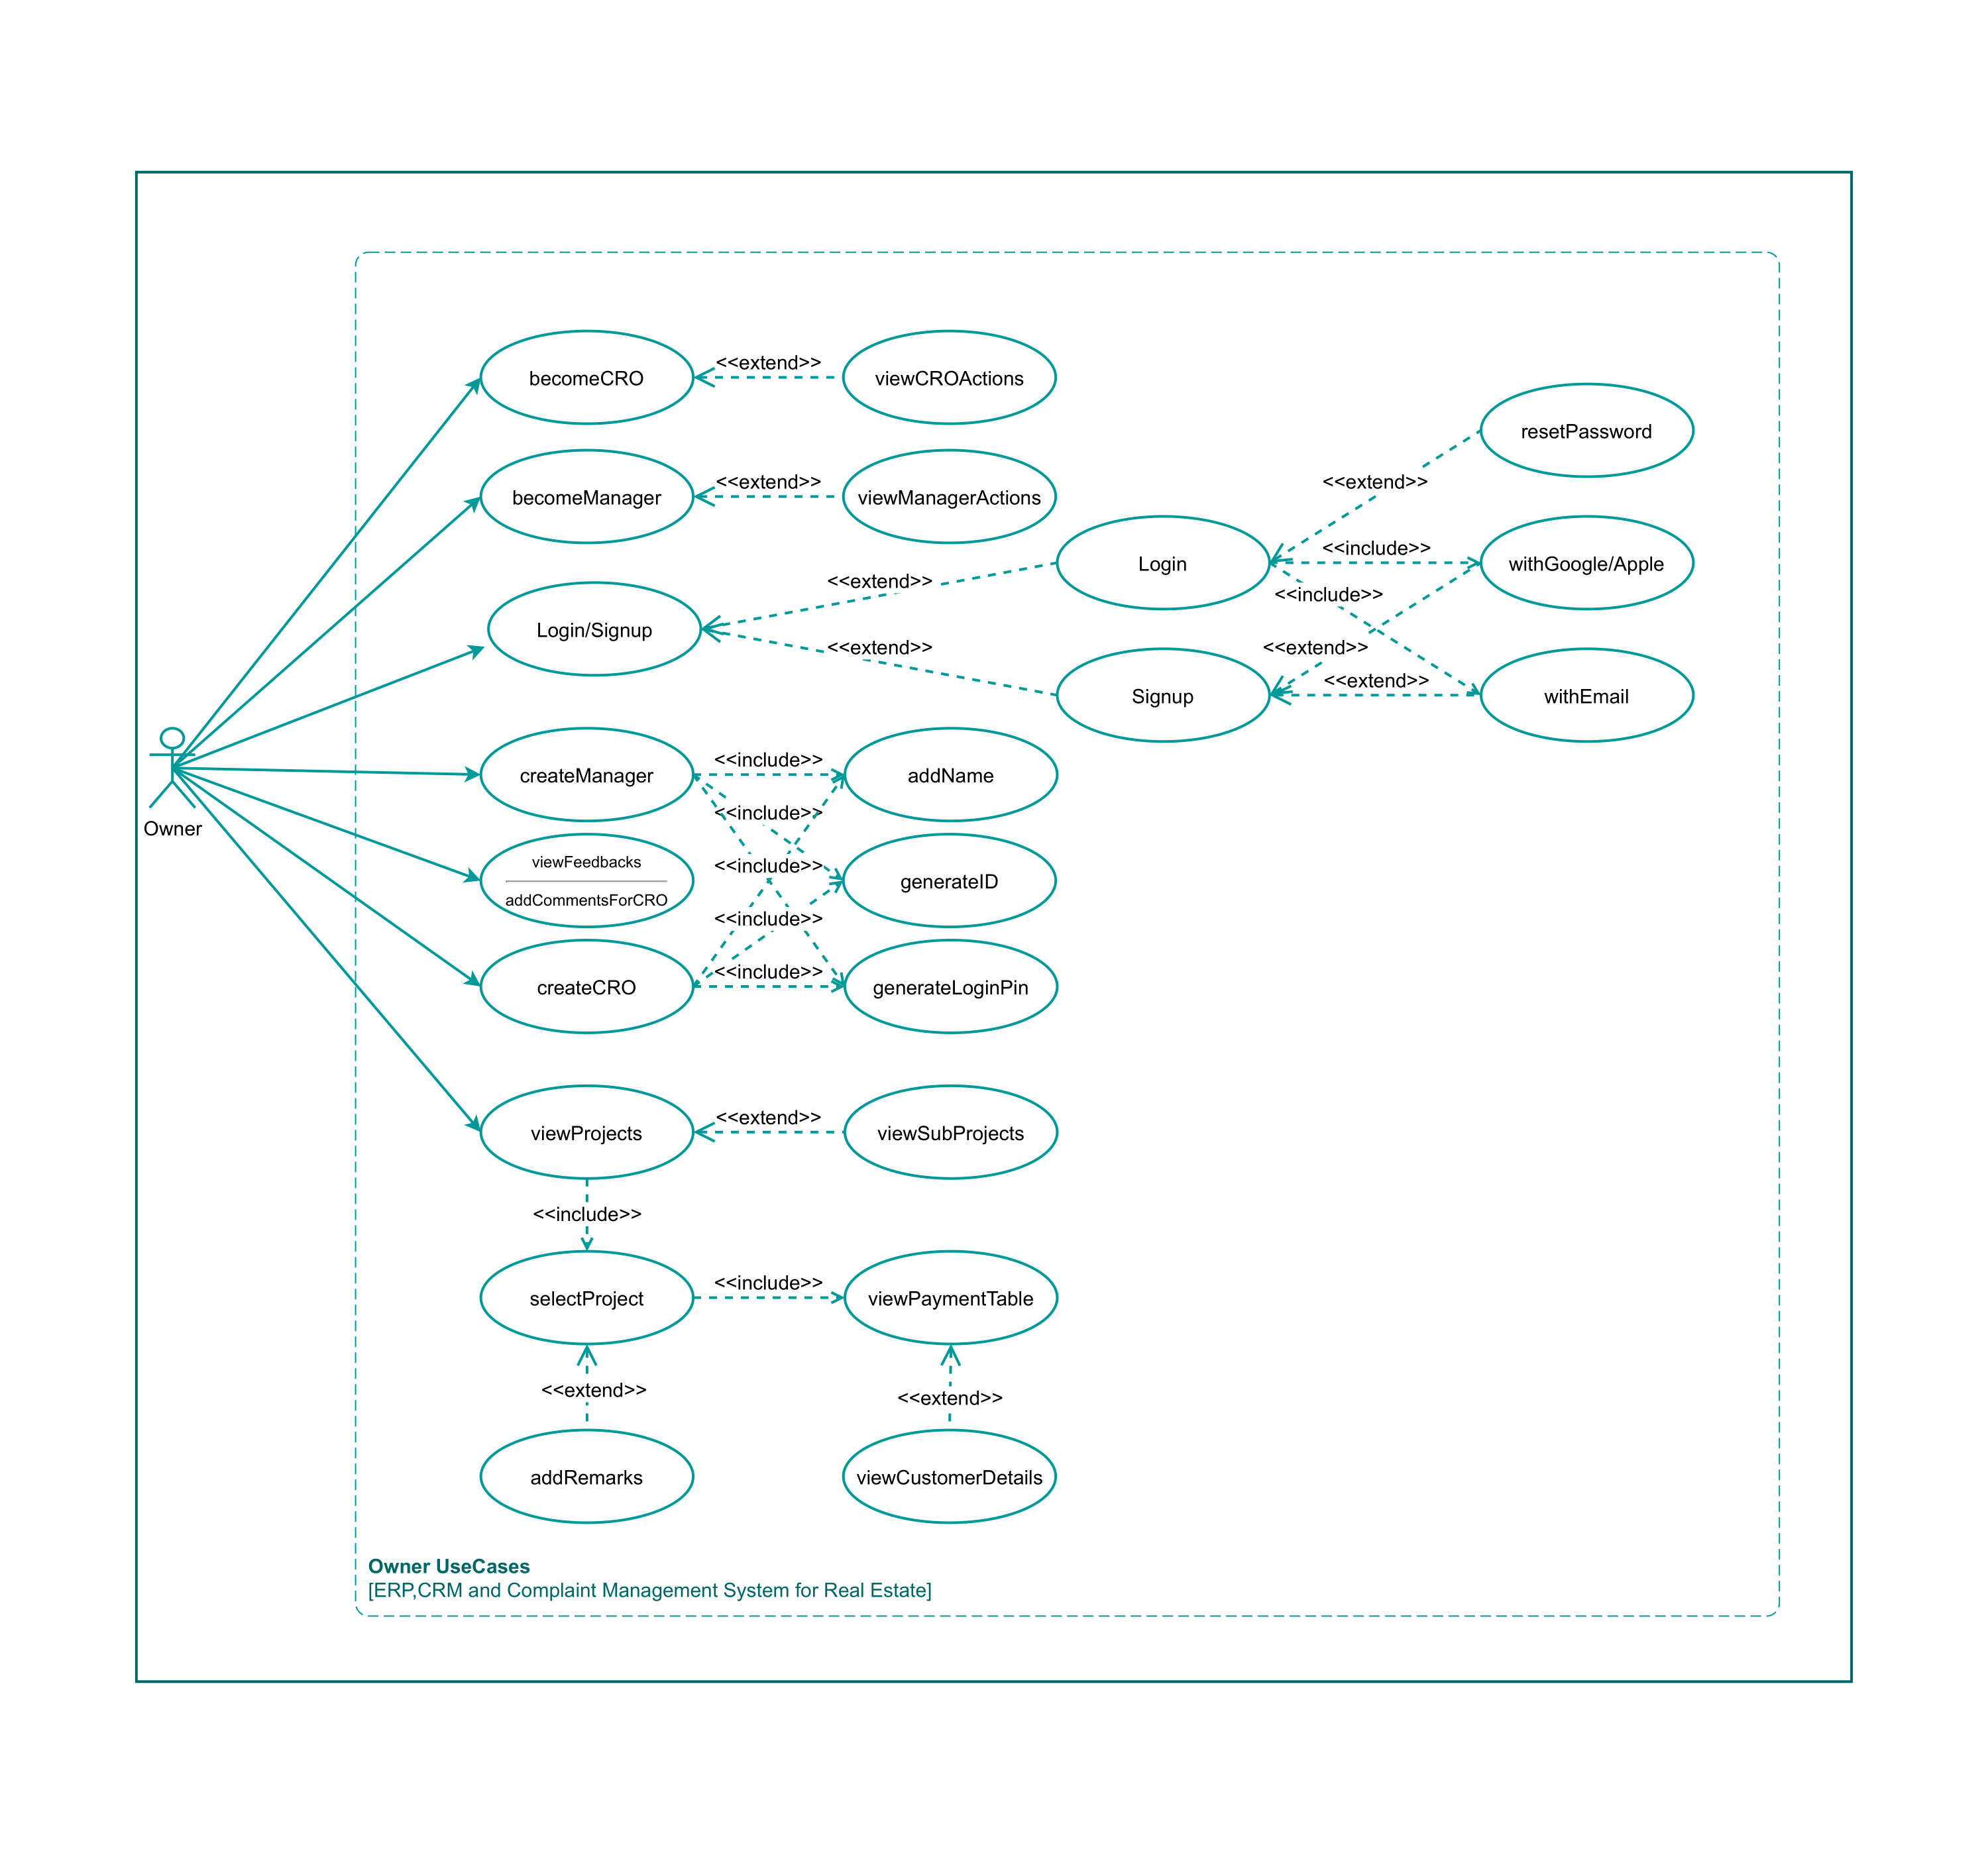 becomeCRO
<<extend>>
viewCROActions
becomeManager
<<extend>>
viewManagerActions
resetPassword
<<extend>>
Login
<<include>>
withGoogle/Apple
<<extend>>
<<include>>
Login/Signup
<<extend>>
<<extend>>
Signup
<<extend>>
withEmail
createManager
<<include>>
addName
<<include>>
Owner
viewFeedbacks
addCommentsForCRO
<<include>>
generateID
<<include>>
createCRO
<<include>>
generateLoginPin
viewProjects
<<extend>>
viewSubProjects
<<include>>
selectProject
<<include>>
viewPaymentTable
<<extend>>
<<extend>>
addRemarks
viewCustomerDetails
Owner UseCases
[ERP,CRM and Complaint Management System for Real Estate]